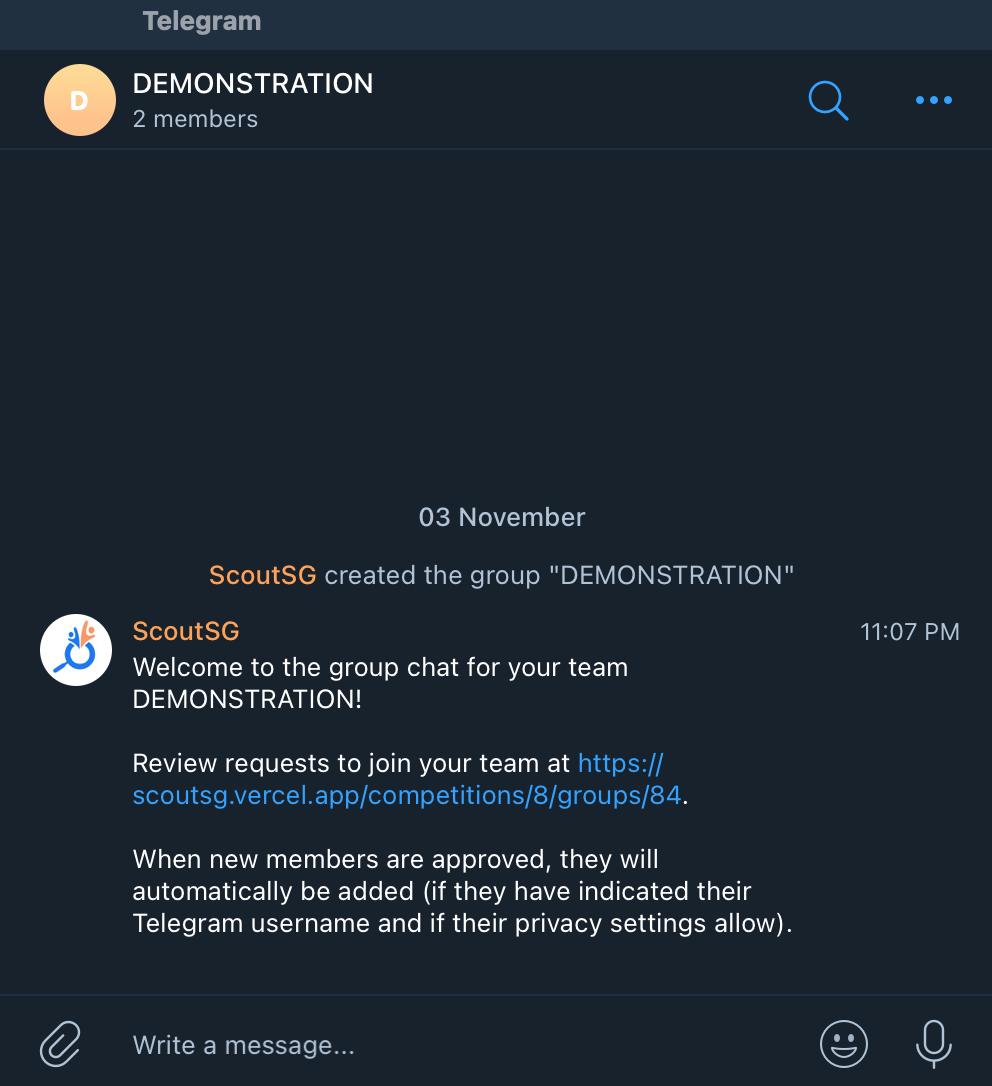 Telegram
D
DEMONSTRATION
2 members
03 November
ScoutSG created the group "DEMONSTRATION"
ScoutSG
11:07 PM
Welcome to the group chat for your team
DEMONSTRATION!
Review requests to join your team at https://
scoutsg.vercel.app/competitions/8/groups/84.
When new members are approved, they will
automatically be added (if they have indicated their
Telegram username and if their privacy settings allow).
Write a message...